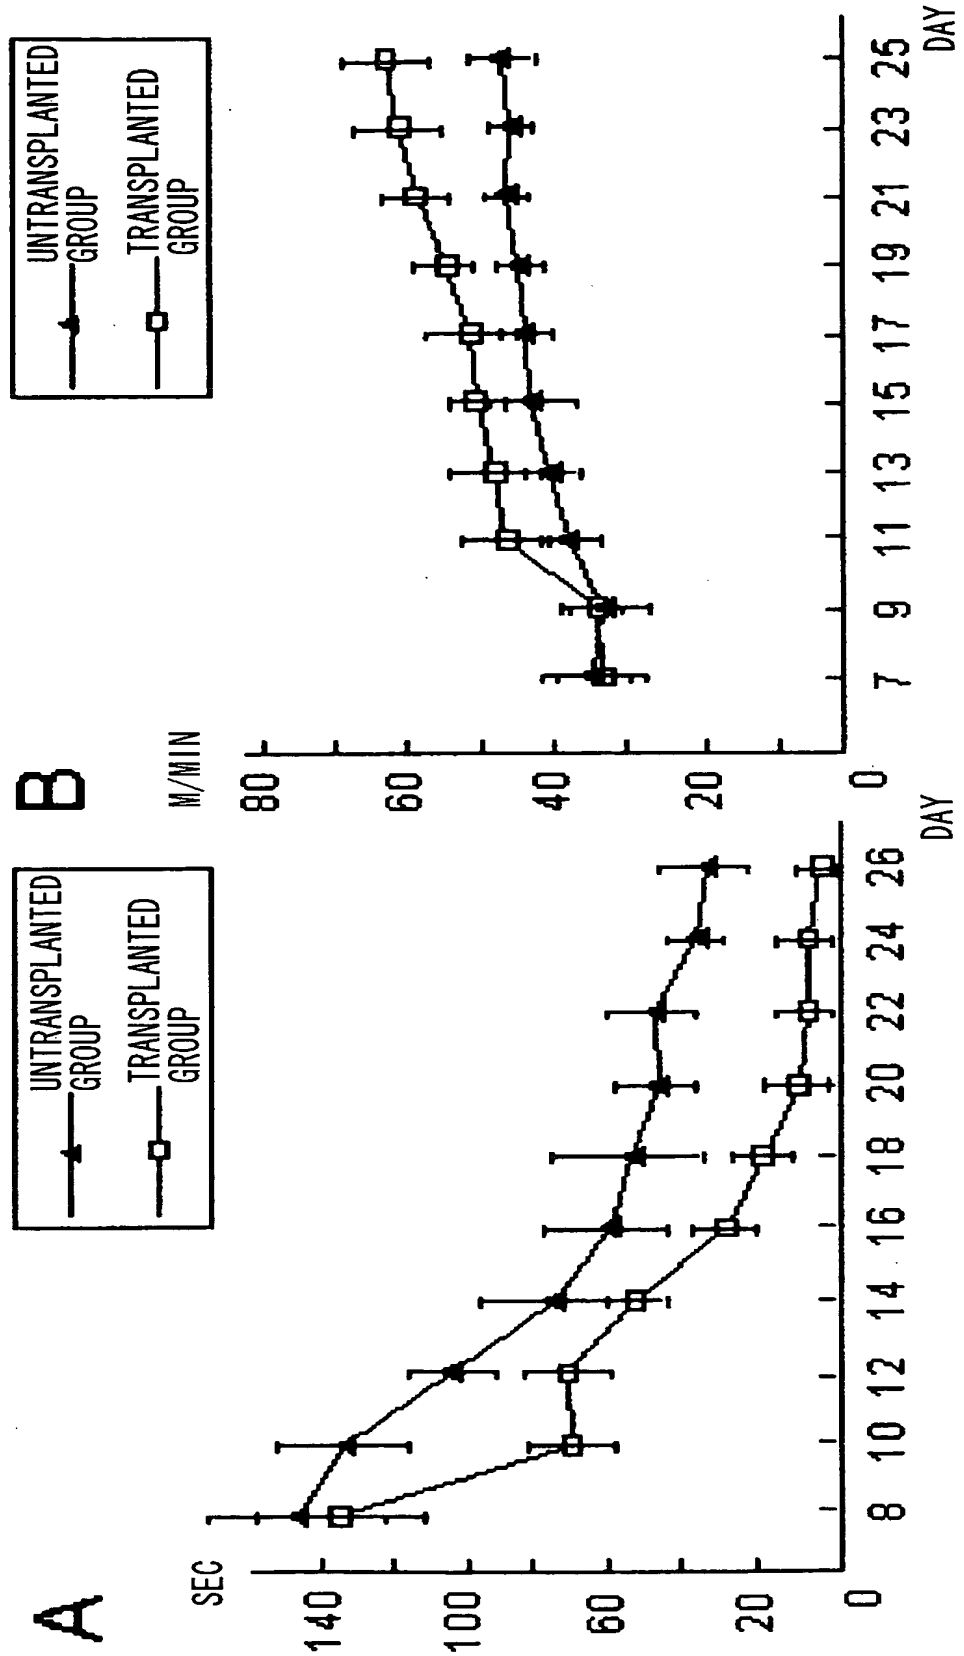 A
SEC
140
100
60
20
0
8 10 12 14 16 18 20 22 24 26
DAY
UNTRANSPLANTED
GROUP
TRANSPLANTED
GROUP
B
M/MIN
80
60
40
20
0
7 9 11 13 15 17 19 21 23 25
DAY
UNTRANSPLANTED
GROUP
TRANSPLANTED
GROUP